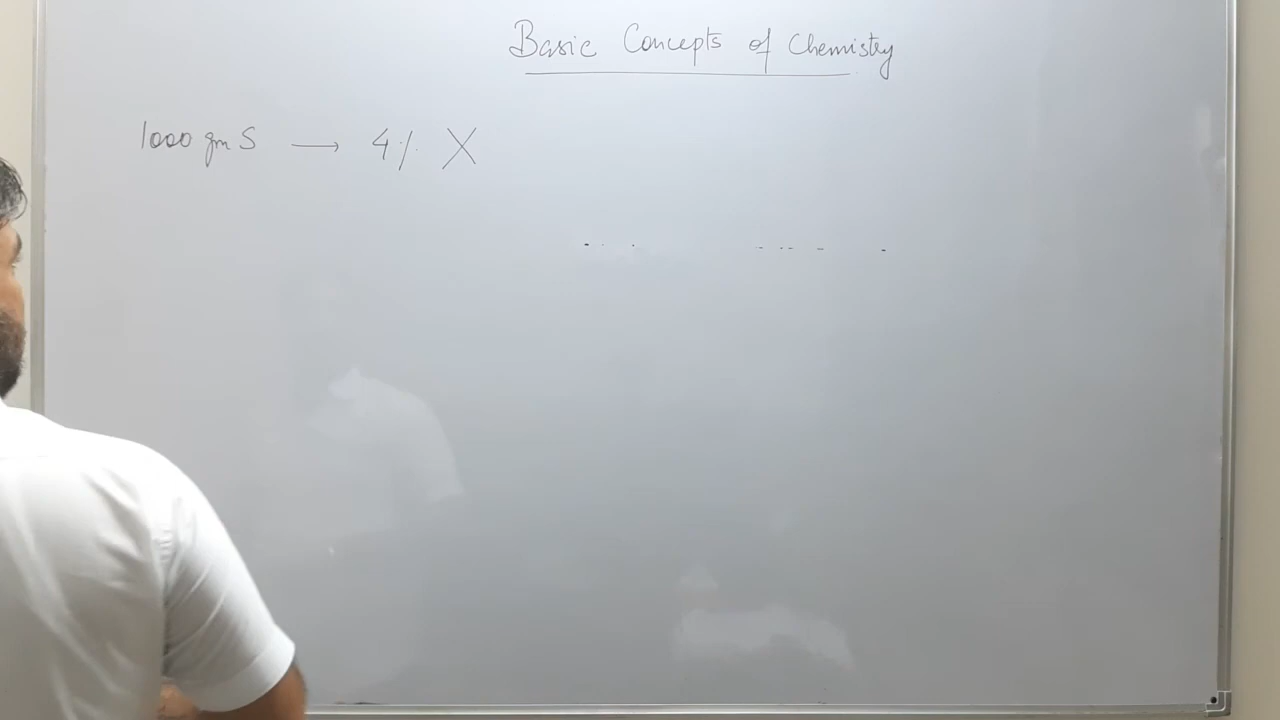 Basic Concepts of Chemistry
1000 gm S → 4% X